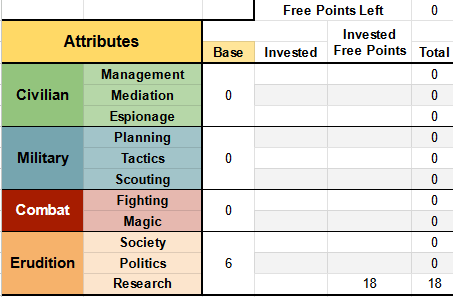 Free Points Left 0
Attributes Base Invested Invested Free Points Total
Civilian Management 0 0
Mediation 0
Espionage 0
Military Planning 0 0
Tactics 0
Scouting 0
Combat Fighting 0 0
Magic 0
Erudition Society 6 0
Politics 0
Research 18 18